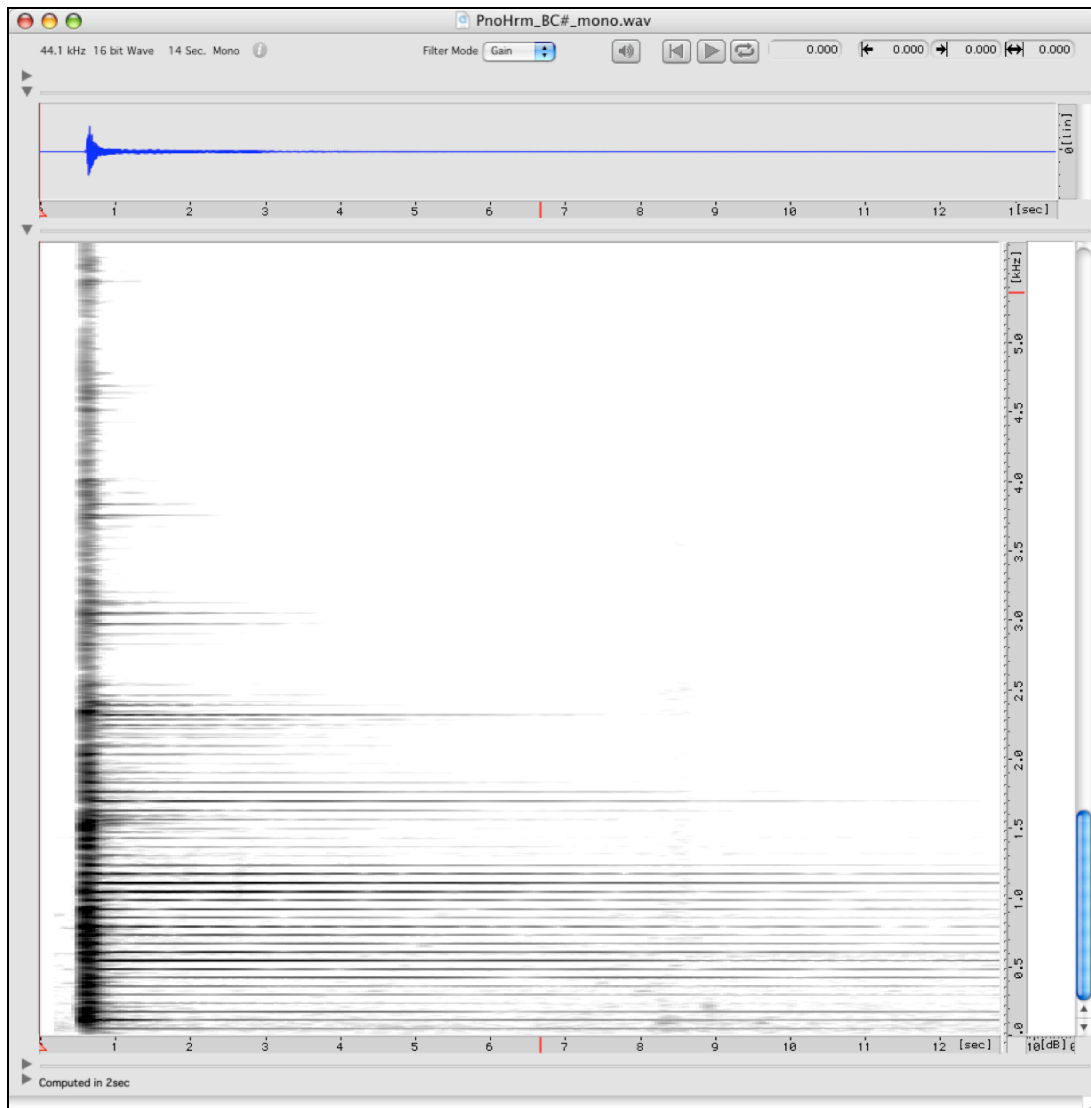 PnoHrm_BC#_mono.wav
44.1 kHz 16 bit Wave 14 Sec. Mono i Filter Mode Gain 0.000 0.000 0.000 0.000
0[lin]
1 2 3 4 5 6 7 8 9 10 11 12 1[sec]
[kHz]
5.0
4.5
4.0
3.5
3.0
2.5
2.0
1.5
1.0
0.5
.0
1 2 3 4 5 6 7 8 9 10 11 12 [sec] 10[dB]
Computed in 2sec